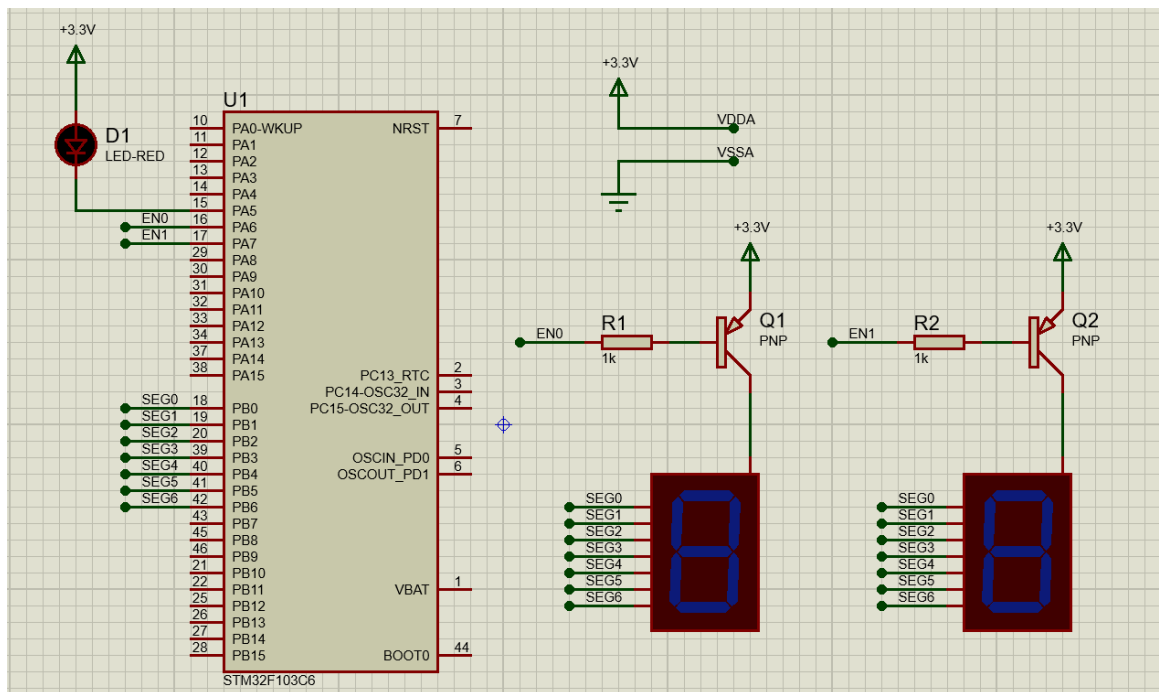 +3.3V
D1
LED-RED
U1
10 PA0-WKUP NRST 7
11 PA1
12 PA2
13 PA3
14 PA4
15 PA5
EN0 16 PA6
EN1 17 PA7
29 PA8
30 PA9
31 PA10
32 PA11
33 PA12
34 PA13
37 PA14
38 PA15 PC13_RTC 2
PC14-OSC32_IN 3
SEG0 18 PB0 PC15-OSC32_OUT 4
SEG1 19 PB1
SEG2 20 PB2
SEG3 39 PB3 OSCIN_PD0 5
SEG4 40 PB4 OSCOUT_PD1 6
SEG5 41 PB5
SEG6 42 PB6
43 PB7
45 PB8
46 PB9
21 PB10
22 PB11 VBAT 1
25 PB12
26 PB13
27 PB14
28 PB15 BOOT0 44
STM32F103C6
+3.3V
VDDA
VSSA
+3.3V
EN0
R1
1k
Q1
PNP
SEG0
SEG1
SEG2
SEG3
SEG4
SEG5
SEG6
+3.3V
EN1
R2
1k
Q2
PNP
SEG0
SEG1
SEG2
SEG3
SEG4
SEG5
SEG6